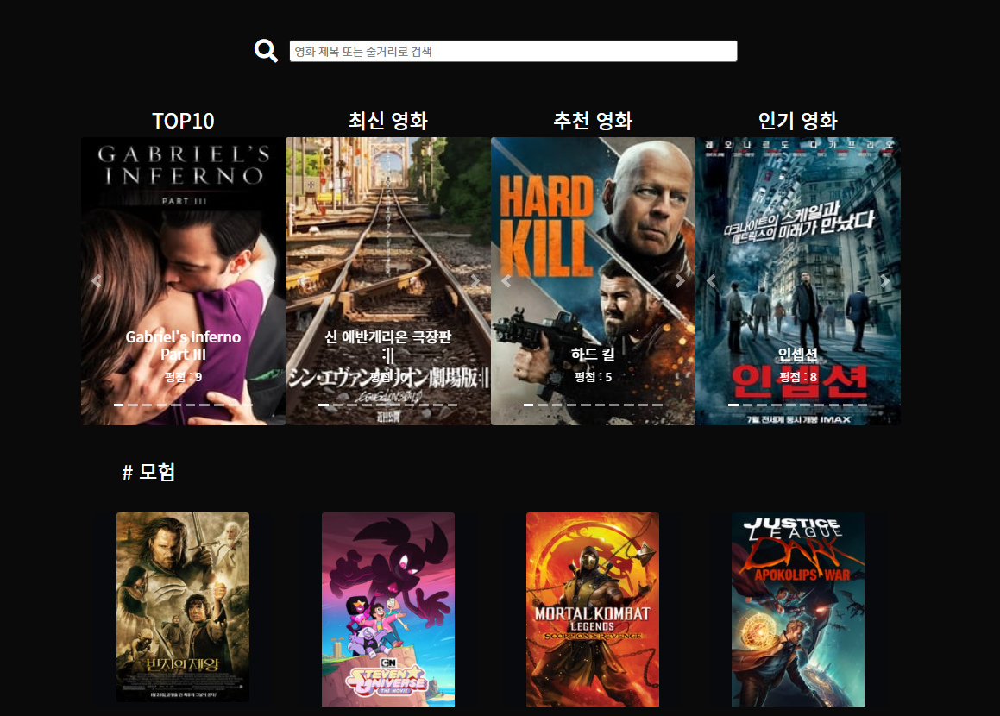 영화 제목 또는 줄거리로 검색
TOP10
최신 영화
추천 영화
인기 영화
GABRIEL'S
INFERNO
PART III
Gabriel's Inferno
Part III
평점 : 9
신 에반게리온 극장판
:||
평점 :
シン・エヴァンゲリオン劇場版:||
EVANGELION
近日公開
HARD
KILL
하드 킬
평점 : 5
레오나르도 디카프리오
다크나이트의 스케일과
매트릭스의 미래가 만났다
인셉션
평점 : 8
인셉션
7월, 전세계 동시 개봉 IMAX
# 모험
반지의 제왕
CN
STEVEN
UNIVERSE
THE MOVIE
MORTAL KOMBAT
LEGENDS
SCORPION'S REVENGE
JUSTICE
LEAGUE
DARK
APOKOLIPS WAR